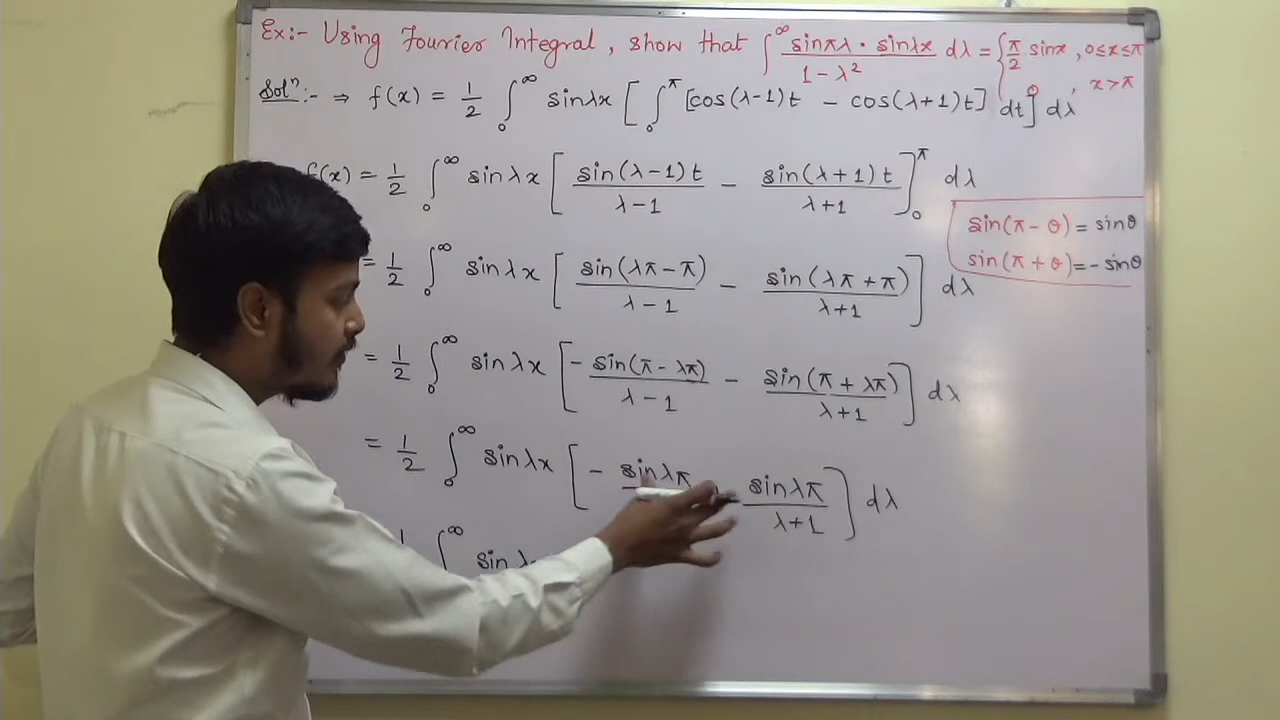 Ex:- Using Fourier Integral, show that ∫^∞ sinπλ · sinλx / 1 - λ² dλ = { π/2 sinx , 0≤x≤π
0 , x>π
Solⁿ:- ⇒ f(x) = 1/2 ∫₀^∞ sinλx [ ∫₀^π [cos(λ-1)t - cos(λ+1)t] dt] dλ
f(x) = 1/2 ∫₀^∞ sinλx [ sin(λ-1)t / λ-1 - sin(λ+1)t / λ+1 ]₀^π dλ
sin(π-θ) = sinθ
sin(π+θ) = -sinθ
= 1/2 ∫₀^∞ sinλx [ sin(λπ-π) / λ-1 - sin(λπ+π) / λ+1 ] dλ
= 1/2 ∫₀^∞ sinλx [ - sin(π-λπ) / λ-1 - sin(π+λπ) / λ+1 ] dλ
= 1/2 ∫₀^∞ sinλx [ - sinλπ sinλπ / λ+1 ] dλ
∫^∞ sinλ